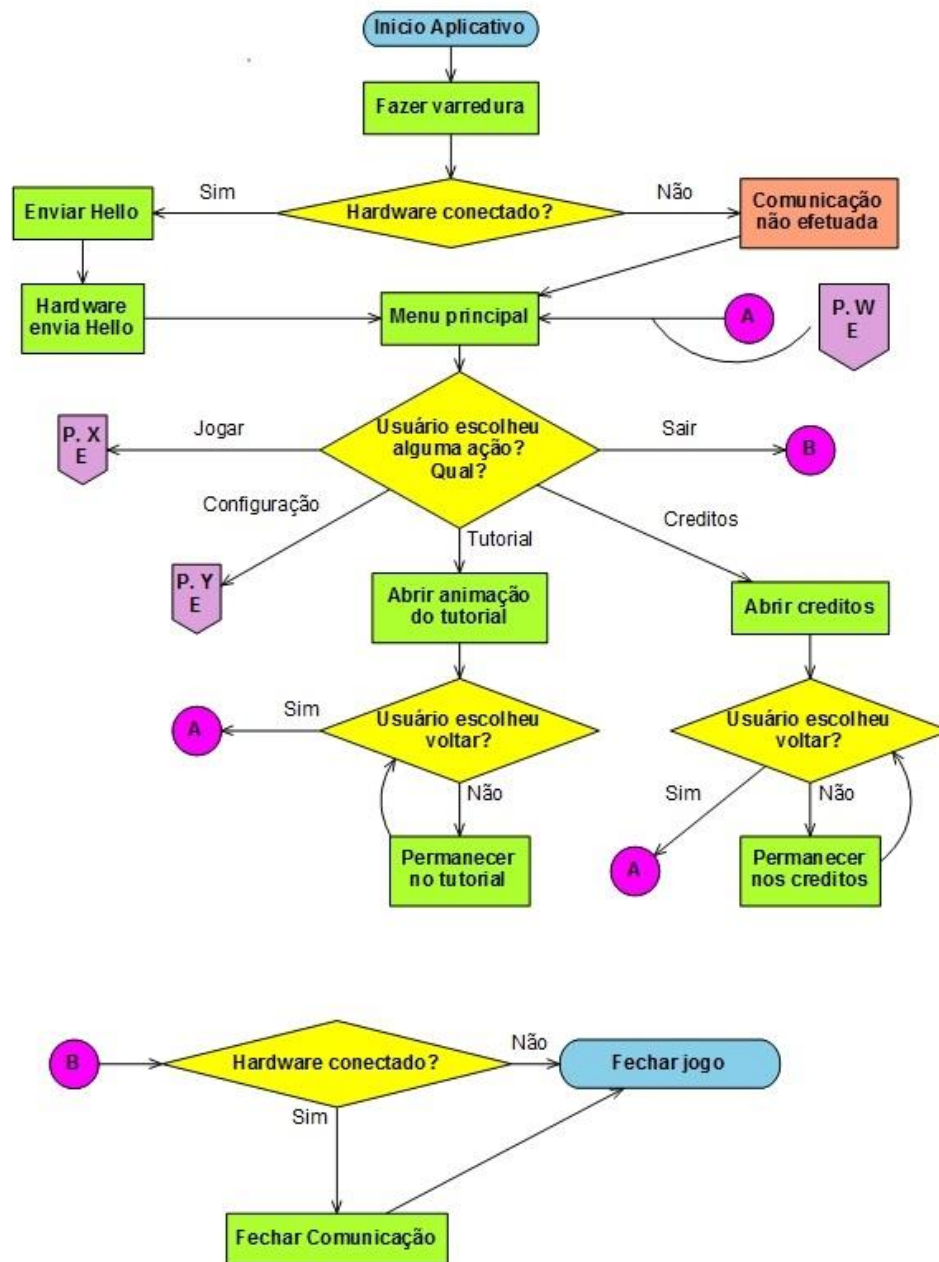 Inicio Aplicativo
Fazer varredura
Sim
Não
Enviar Hello
Hardware conectado?
Comunicação
não efetuada
Hardware
envia Hello
Menu principal
A
P. W
E
P. X
E
Jogar
Usuário escolheu
alguma ação?
Qual?
Sair
B
Configuração
Creditos
Tutorial
P. Y
E
Abrir animação
do tutorial
Abrir creditos
A
Sim
Usuário escolheu
voltar?
Usuário escolheu
voltar?
Não
Sim
Não
Permanecer
no tutorial
A
Permanecer
nos creditos
B
Hardware conectado?
Não
Fechar jogo
Sim
Fechar Comunicação